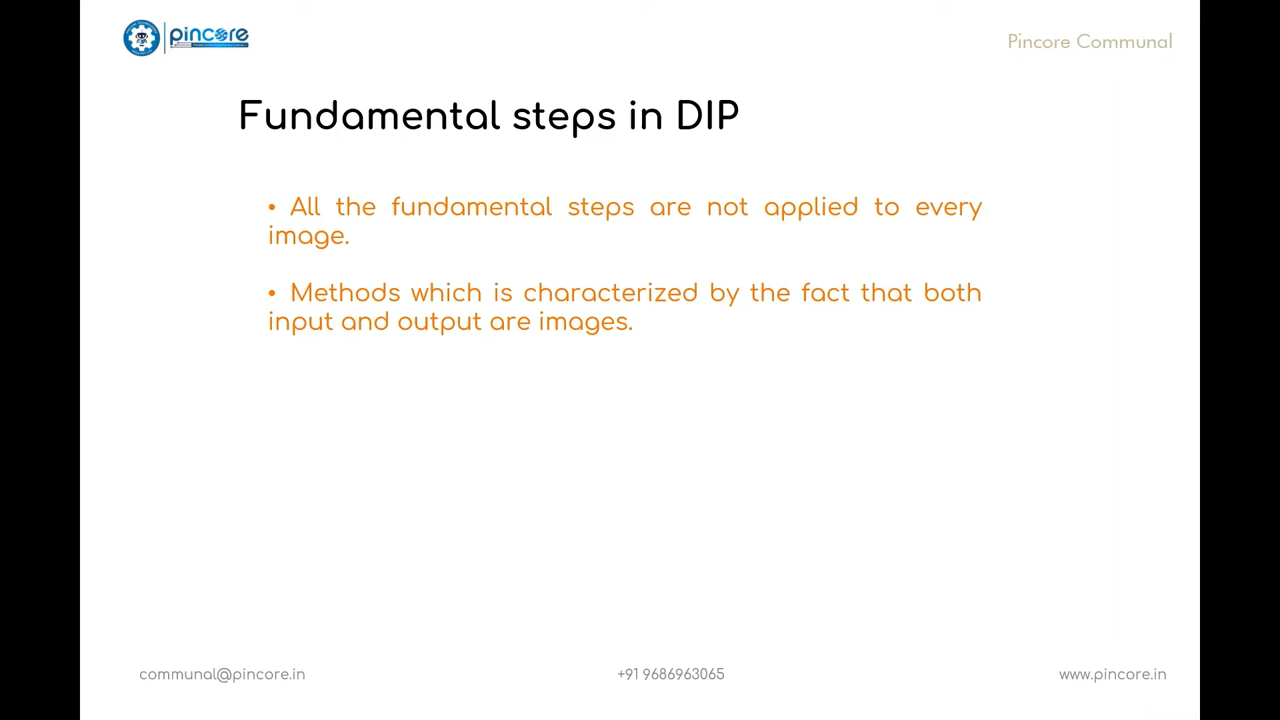 pincore
Pincore Communal
Fundamental steps in DIP
• All the fundamental steps are not applied to every
image.
• Methods which is characterized by the fact that both
input and output are images.
communal@pincore.in
+91 9686963065
www.pincore.in